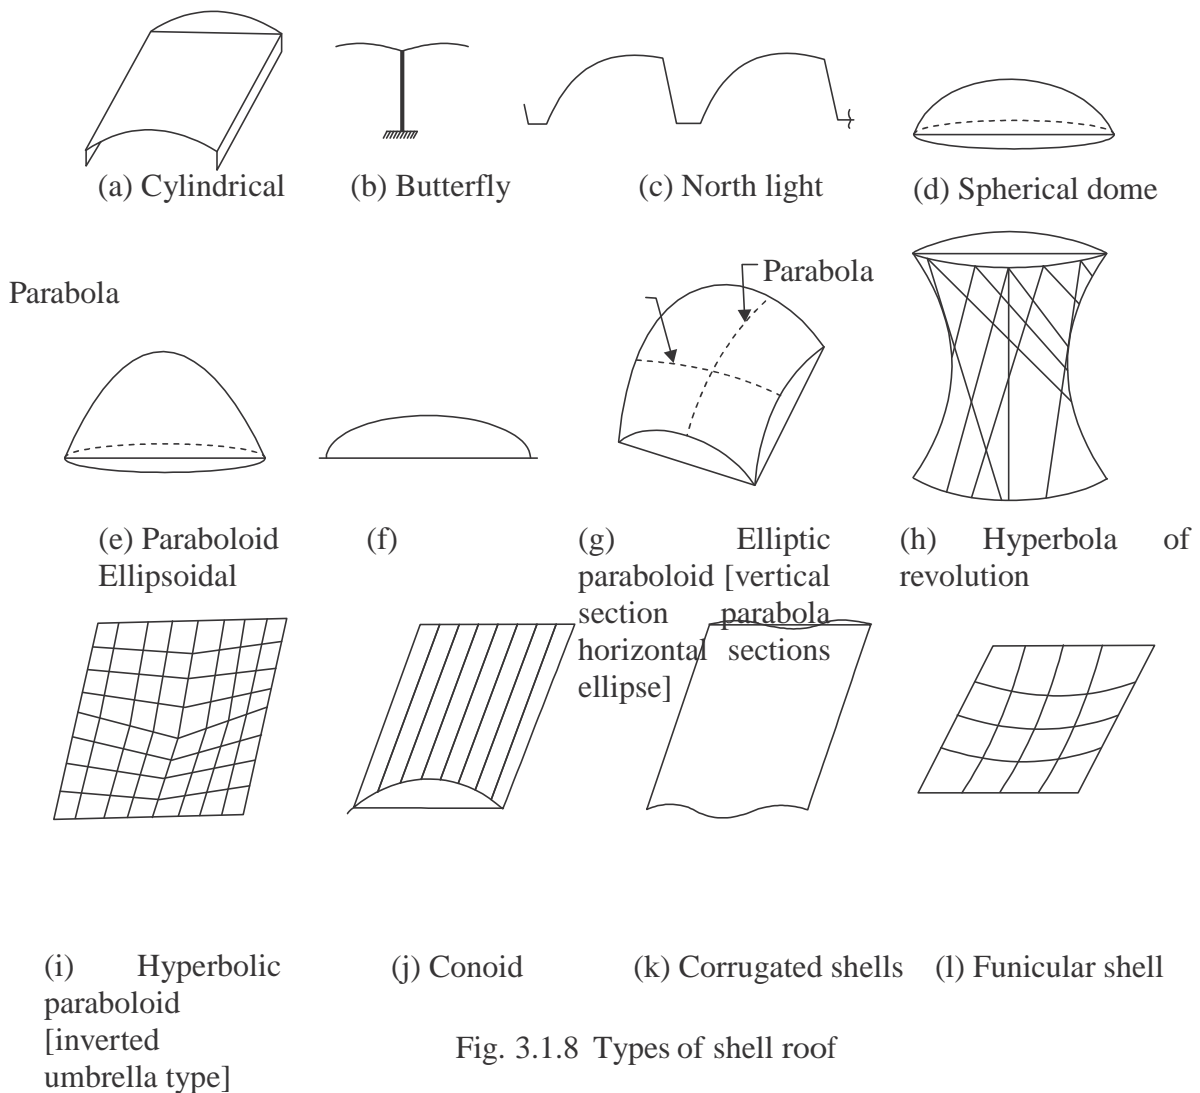 (a) Cylindrical
(b) Butterfly
(c) North light
(d) Spherical dome
Parabola
Parabola
(e) Paraboloid
(f)
Ellipsoidal
(g) Elliptic
paraboloid [vertical
section parabola
horizontal sections
ellipse]
(h) Hyperbola of
revolution
(i) Hyperbolic
paraboloid
[inverted
umbrella type]
(j) Conoid
(k) Corrugated shells
(l) Funicular shell
Fig. 3.1.8 Types of shell roof